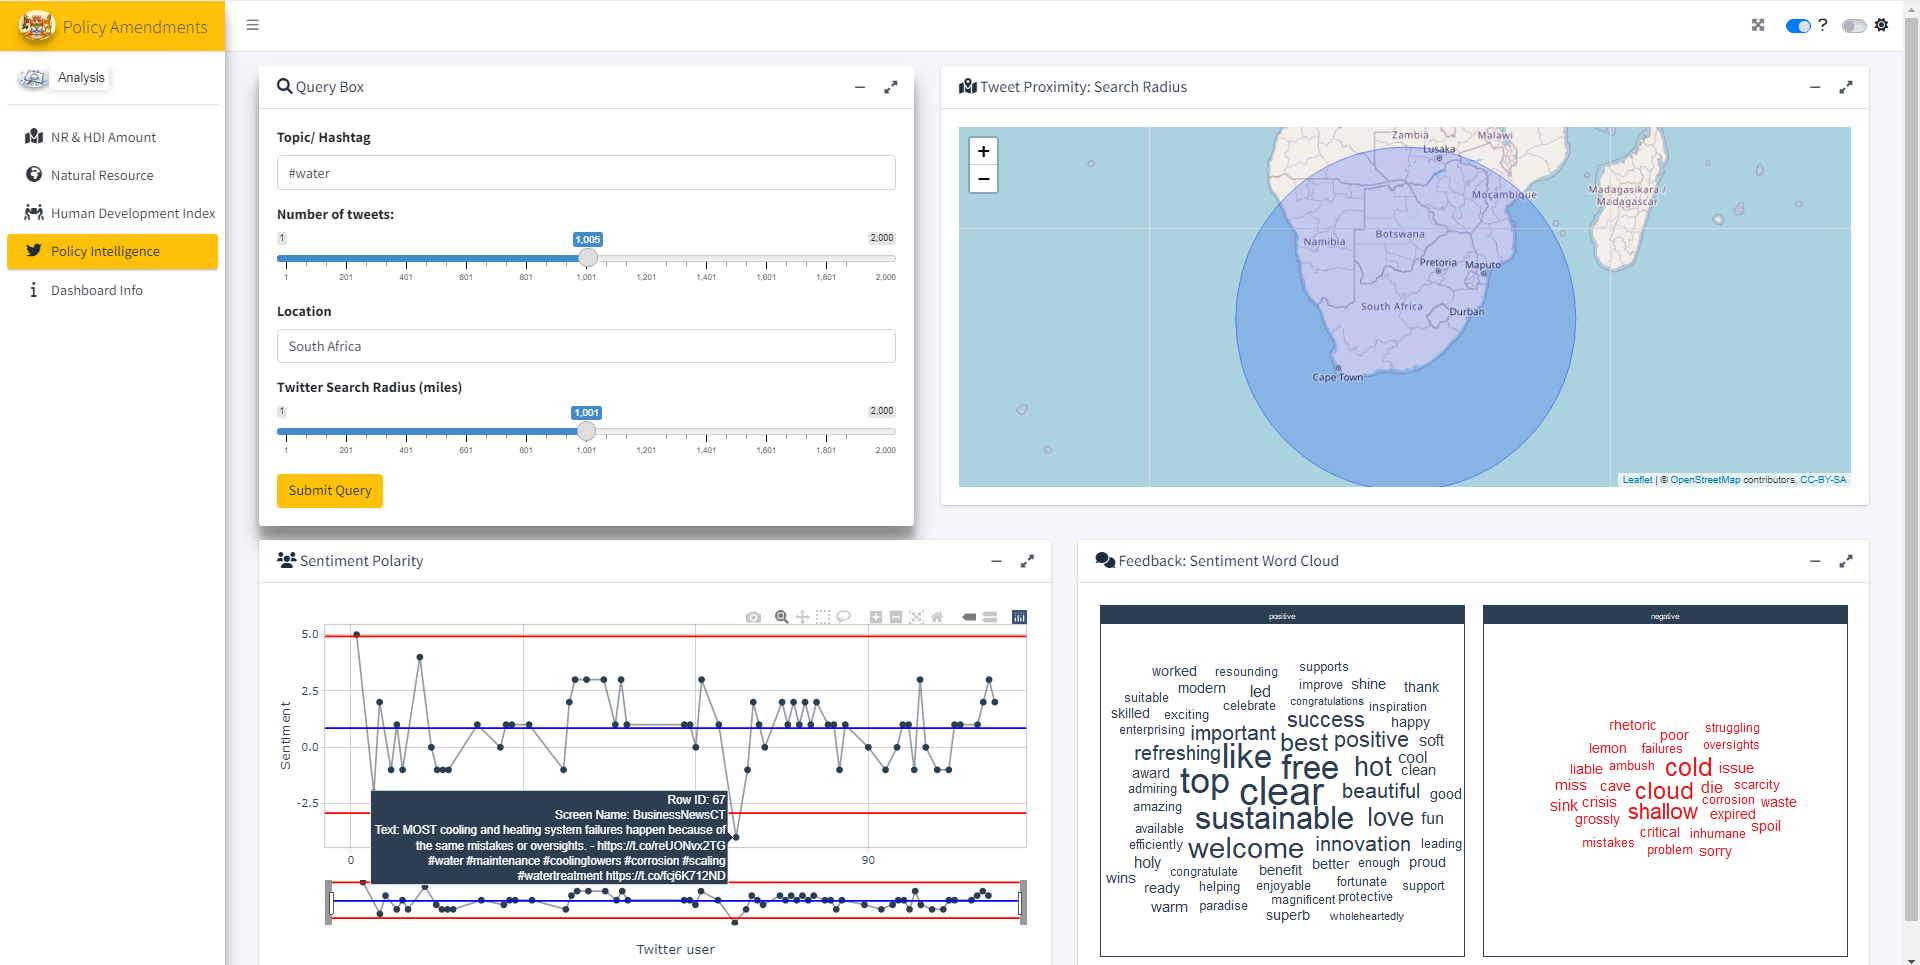 Policy Amendments
?
Analysis
NR & HDI Amount
Natural Resource
Human Development Index
Policy Intelligence
Dashboard Info
Query Box
Topic/ Hashtag
#water
Number of tweets:
1 1,005 2,000
1 201 401 601 801 1,001 1,201 1,401 1,601 1,801 2,000
Location
South Africa
Twitter Search Radius (miles)
1 1,001 2,000
1 201 401 601 801 1,001 1,201 1,401 1,601 1,801 2,000
Submit Query
Tweet Proximity: Search Radius
+
−
Zambia Malawi
Lusaka
Moçambique
Madagasikara /
Madagascar
Namibia
Botswana
Pretoria Maputo
South Africa
Durban
Cape Town
Leaflet | © OpenStreetMap contributors, CC-BY-SA
Sentiment Polarity
5.0
2.5
0.0
-2.5
Sentiment
0 90
Row ID: 67
Screen Name: BusinessNewsCT
Text: MOST cooling and heating system failures happen because of
the same mistakes or oversights. - https://t.co/reUONvx2TG
#water #maintenance #coolingtowers #corrosion #scaling
#watertreatment https://t.co/fcj6K712ND
Twitter user
Feedback: Sentiment Word Cloud
positive
worked resounding supports
suitable modern led improve shine thank
skilled exciting celebrate congratulations inspiration
enterprising important success happy
refreshing like best positive soft
award top free hot cool clean
admiring clear beautiful good
amazing sustainable love fun
available
efficiently welcome innovation leading
holy congratulate benefit better enough proud
wins ready helping enjoyable fortunate support
warm paradise magnificent protective
superb wholeheartedly
negative
rhetoric poor struggling
lemon failures oversights
liable ambush cold issue
miss cave cloud die scarcity
sink crisis shallow corrosion waste
grossly expired
critical inhumane spoil
mistakes problem sorry